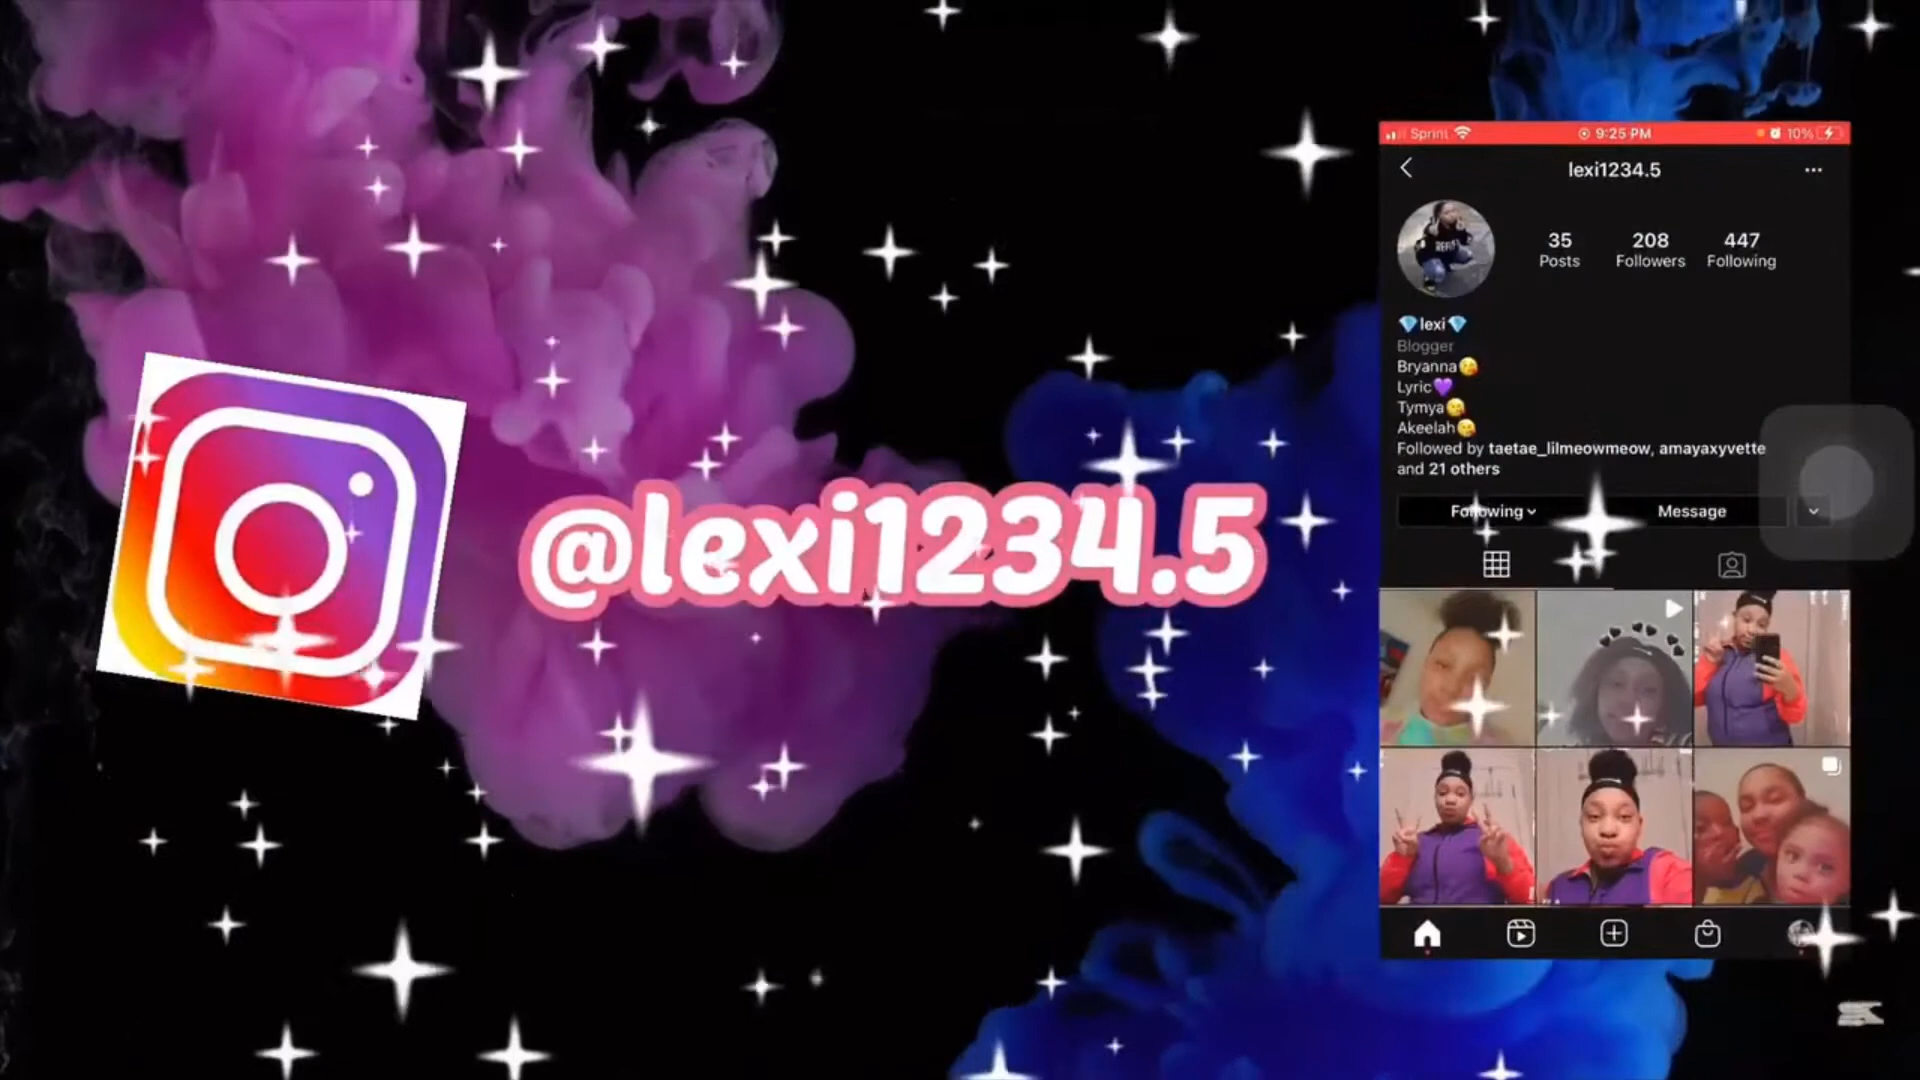 @lexi1234.5
Sprint 9:25 PM 10%
lexi1234.5
35 208 447
Posts Followers Following
💎lexi💎
Blogger
Bryanna😘
Lyric💜
Tymya😘
Akeelah😘
Followed by taetae_lilmeowmeow, amayaxyvette
and 21 others
Following Message